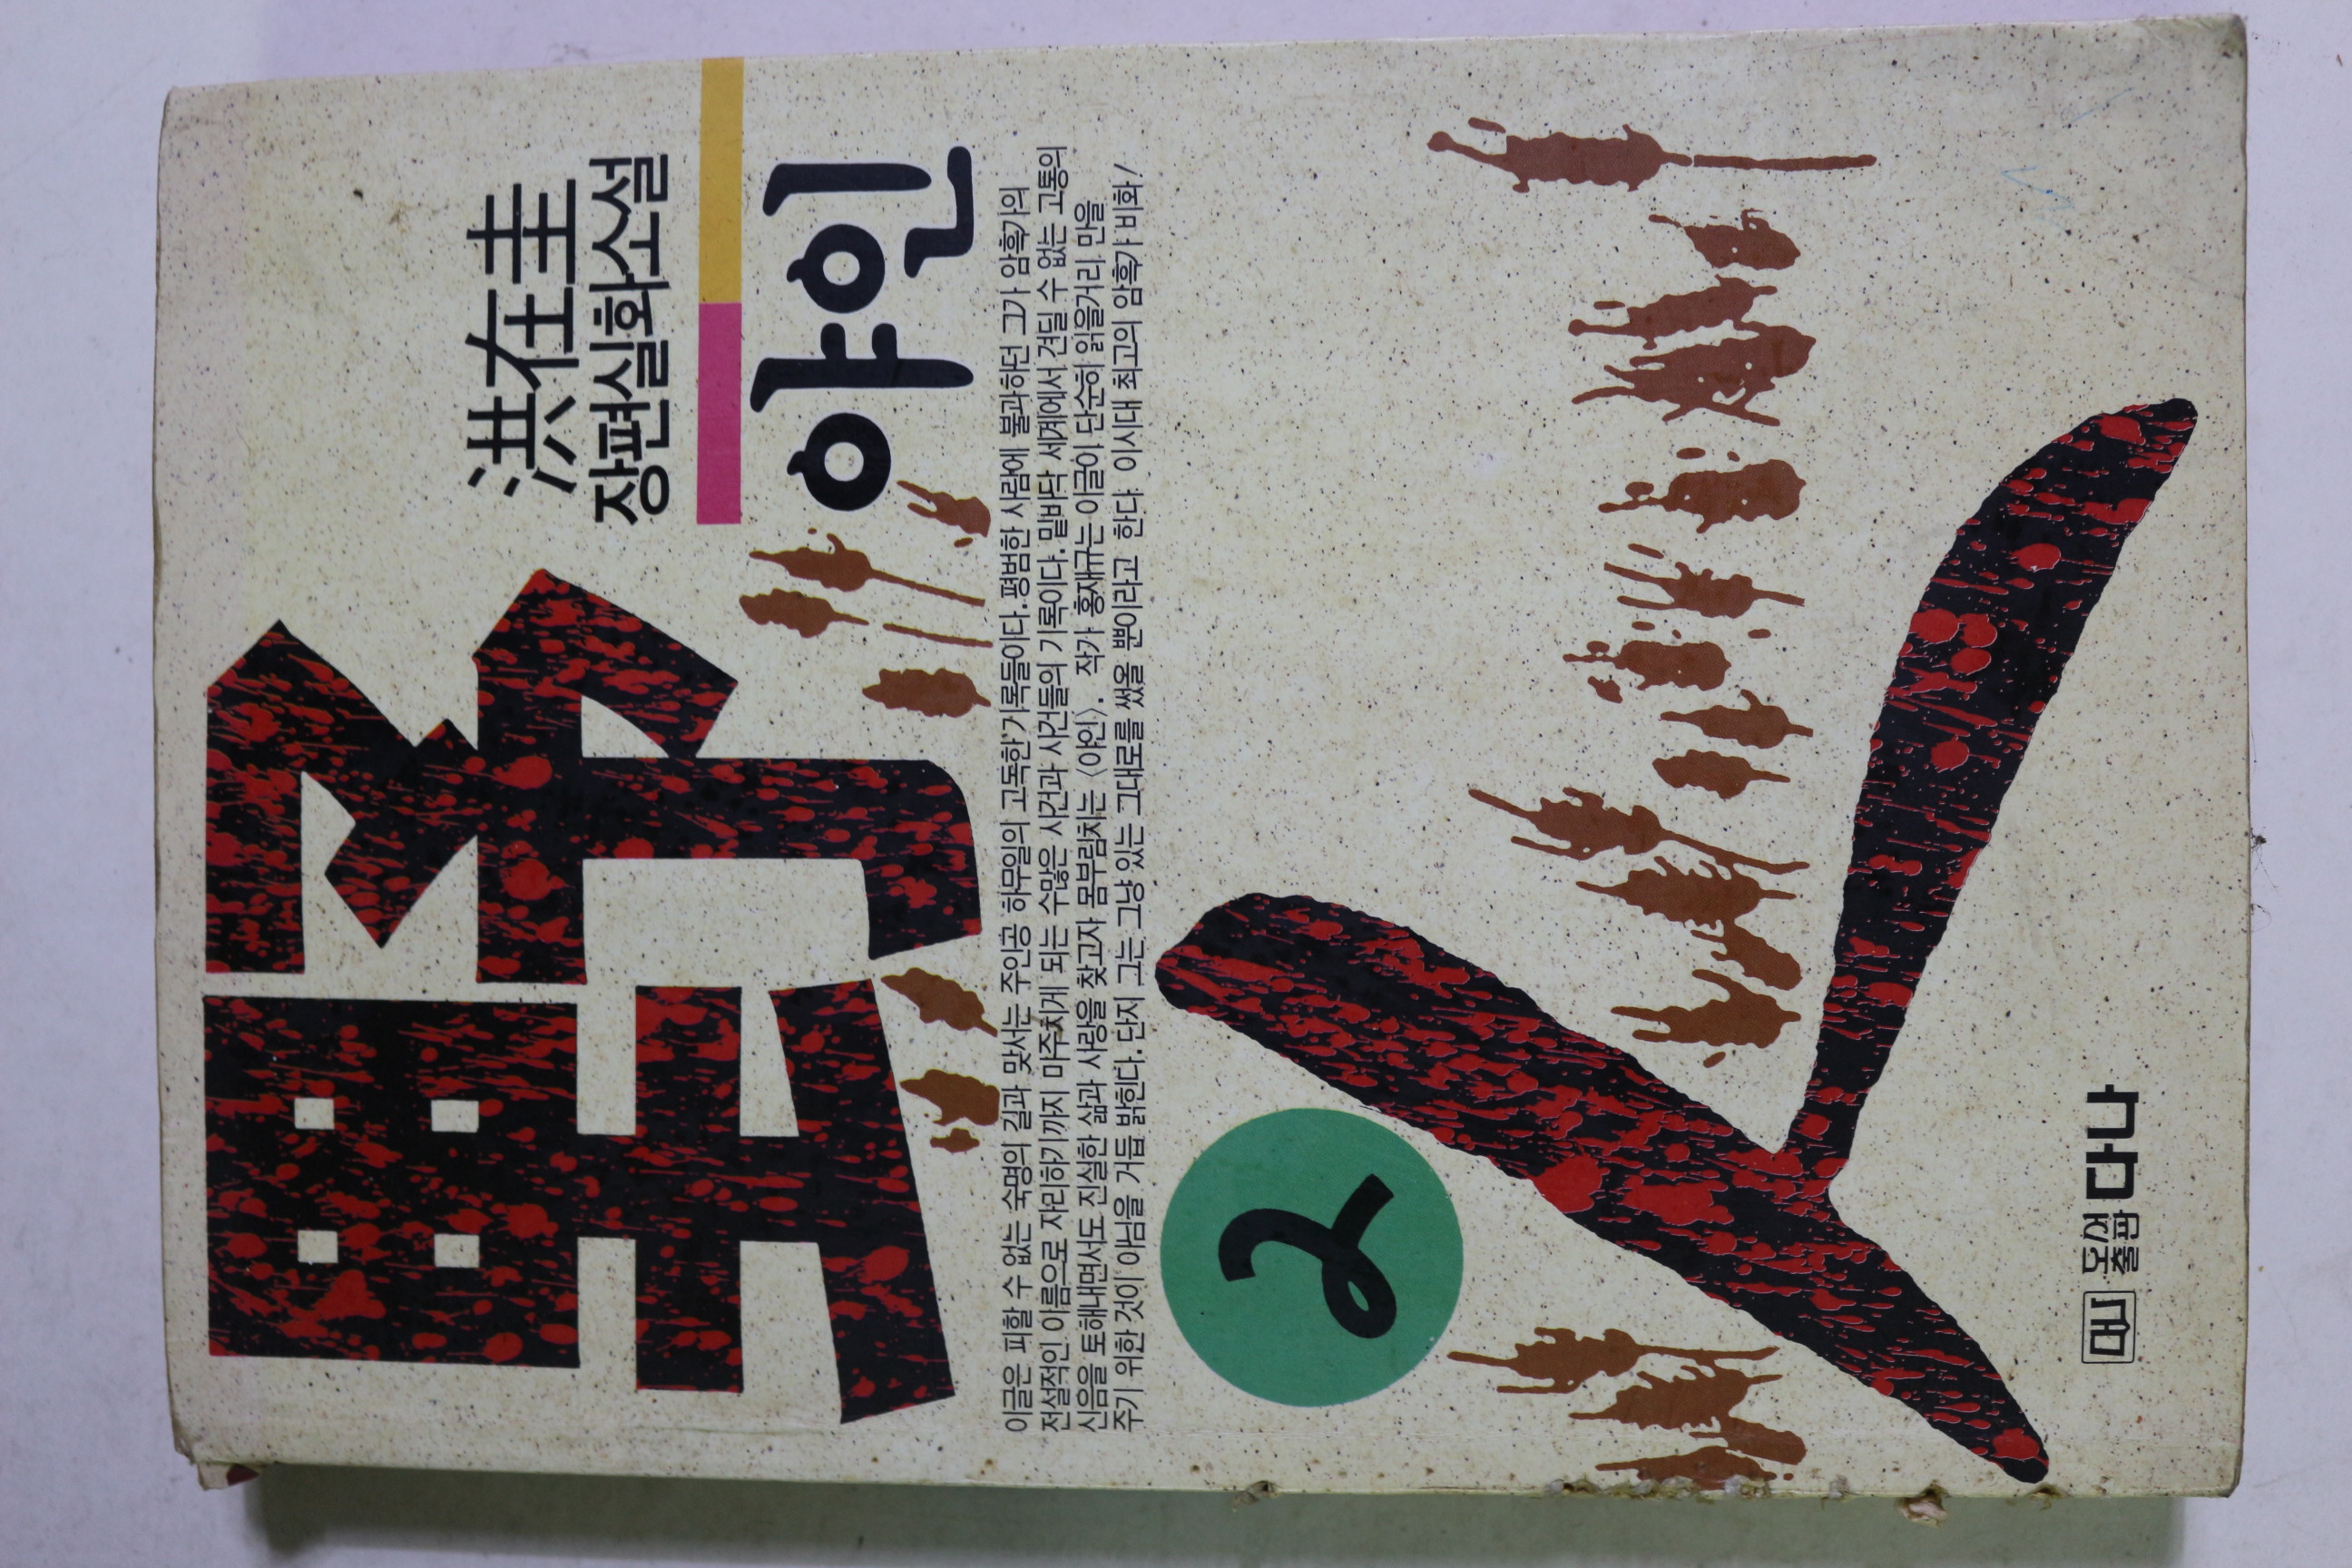 洪在圭
장편실화소설
野人
야인
이글은 피할 수 없는 숙명의 길과 맞서는 주인공 하무일의 고독한 기록들이다. 평범한 사람에 불과하던 그가 암흑가의
전설적인 이름으로 자리하기까지 마주치게 되는 수많은 사건과 사건들의 기록이다. 밑바닥 세계에서 견딜 수 없는 고통의
신음을 토해내면서도 진실한 삶과 사랑을 찾고자 몸부림치는 〈야인〉. 작가 홍재규는 이글이 단순히 읽을거리 만을
주기 위한 것이 아님을 거듭 밝힌다. 단지 그는 그냥 있는 그대로를 썼을 뿐이라고 한다. 이시대 최고의 암흑가 비화!
2
도서출판 다나